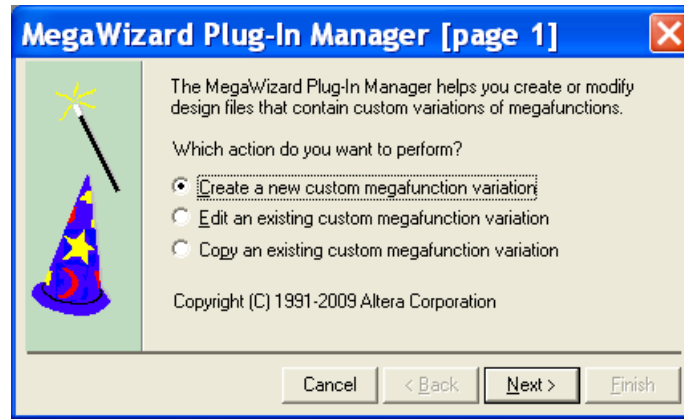 MegaWizard Plug-In Manager [page 1]
The MegaWizard Plug-In Manager helps you create or modify
design files that contain custom variations of megafunctions.
Which action do you want to perform?
Create a new custom megafunction variation
Edit an existing custom megafunction variation
Copy an existing custom megafunction variation
Copyright (C) 1991-2009 Altera Corporation
Cancel < Back Next > Finish